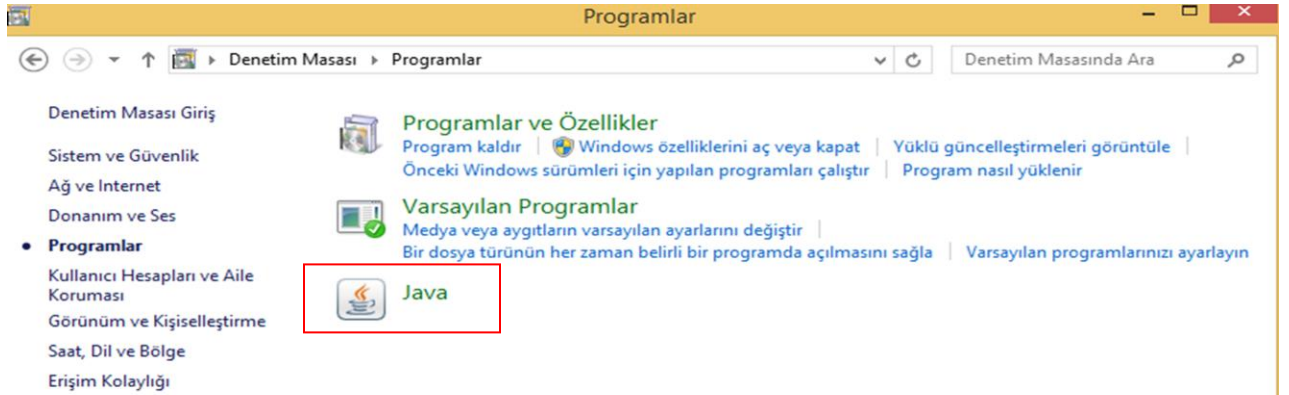 Programlar
Denetim Masası Programlar
Denetim Masasında Ara
Denetim Masası Giriş
Sistem ve Güvenlik
Ağ ve Internet
Donanım ve Ses
Programlar
Kullanıcı Hesapları ve Aile
Koruması
Görünüm ve Kişiselleştirme
Saat, Dil ve Bölge
Erişim Kolaylığı
Programlar ve Özellikler
Program kaldır Windows özelliklerini aç veya kapat Yüklü güncelleştirmeleri görüntüle
Önceki Windows sürümleri için yapılan programları çalıştır Program nasıl yüklenir
Varsayılan Programlar
Medya veya aygıtların varsayılan ayarlarını değiştir
Bir dosya türünün her zaman belirli bir programda açılmasını sağla Varsayılan programlarınızı ayarlayın
Java